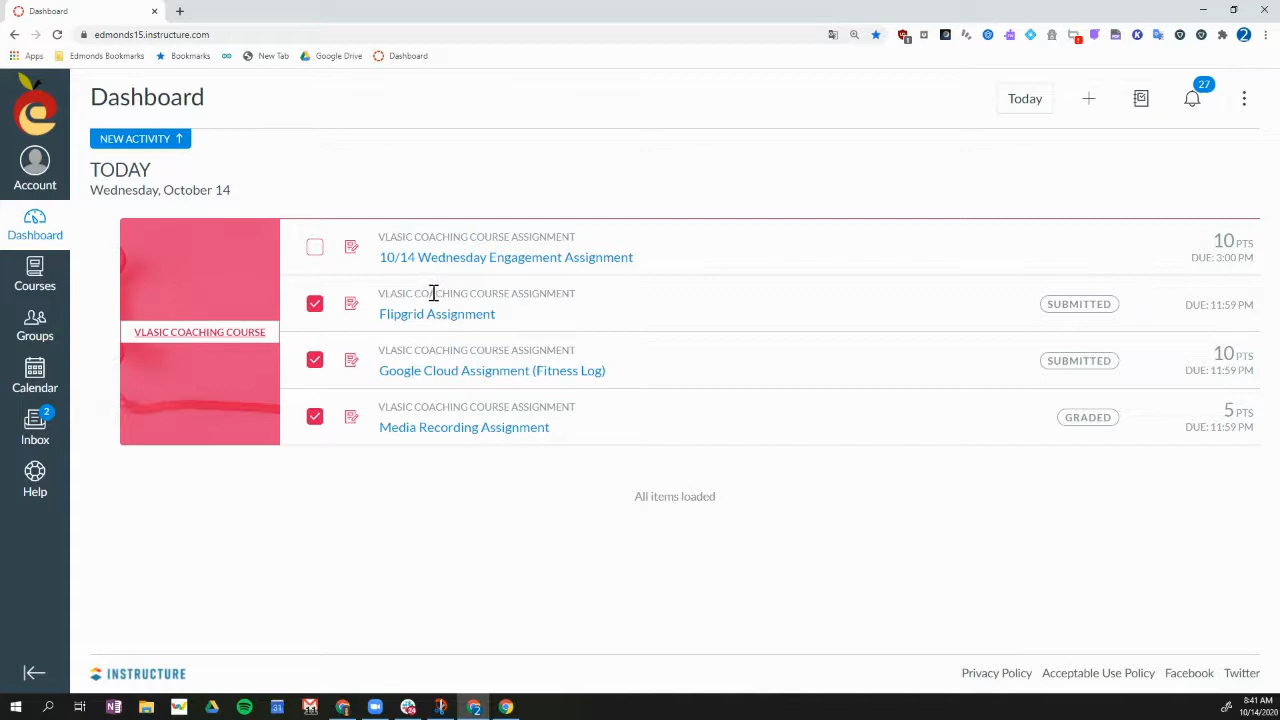 Dashboard
edmonds15.instructure.com
Apps Edmonds Bookmarks Bookmarks New Tab Google Drive Dashboard
Dashboard
Today
27
NEW ACTIVITY ↑
TODAY
Wednesday, October 14
Account
Dashboard
Courses
Groups
Calendar
2
Inbox
Help
VLASIC COACHING COURSE
VLASIC COACHING COURSE ASSIGNMENT
10/14 Wednesday Engagement Assignment
10 PTS
DUE: 3:00 PM
VLASIC COACHING COURSE ASSIGNMENT
Flipgrid Assignment
SUBMITTED
DUE: 11:59 PM
VLASIC COACHING COURSE ASSIGNMENT
Google Cloud Assignment (Fitness Log)
SUBMITTED
10 PTS
DUE: 11:59 PM
VLASIC COACHING COURSE ASSIGNMENT
Media Recording Assignment
GRADED
5 PTS
DUE: 11:59 PM
All items loaded
INSTRUCTURE
Privacy Policy Acceptable Use Policy Facebook Twitter
8:41 AM
10/14/2020